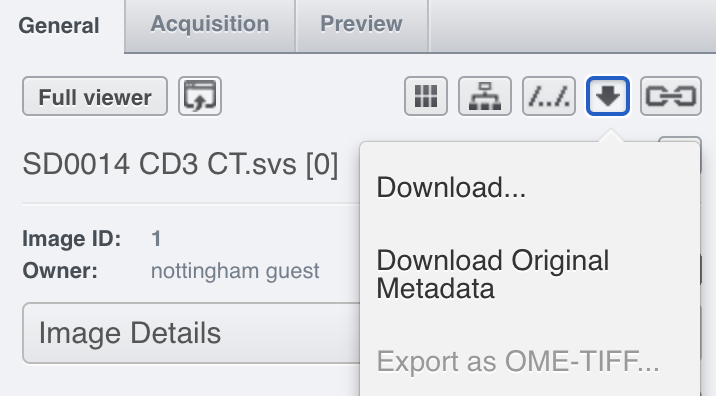 General
Acquisition
Preview
Full viewer
/../.
SD0014 CD3 CT.svs [0]
Download...
Image ID: 1
Owner: nottingham guest
Download Original
Metadata
Image Details
Export as OME-TIFF...